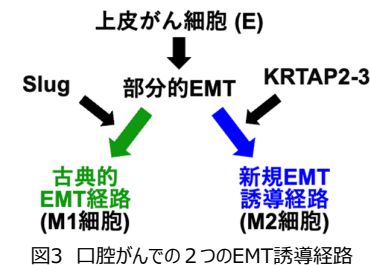 上皮がん細胞 (E)
Slug
部分的EMT
KRTAP2-3
古典的
EMT経路
(M1細胞)
新規EMT
誘導経路
(M2細胞)
図3 口腔がんでの２つのEMT誘導経路